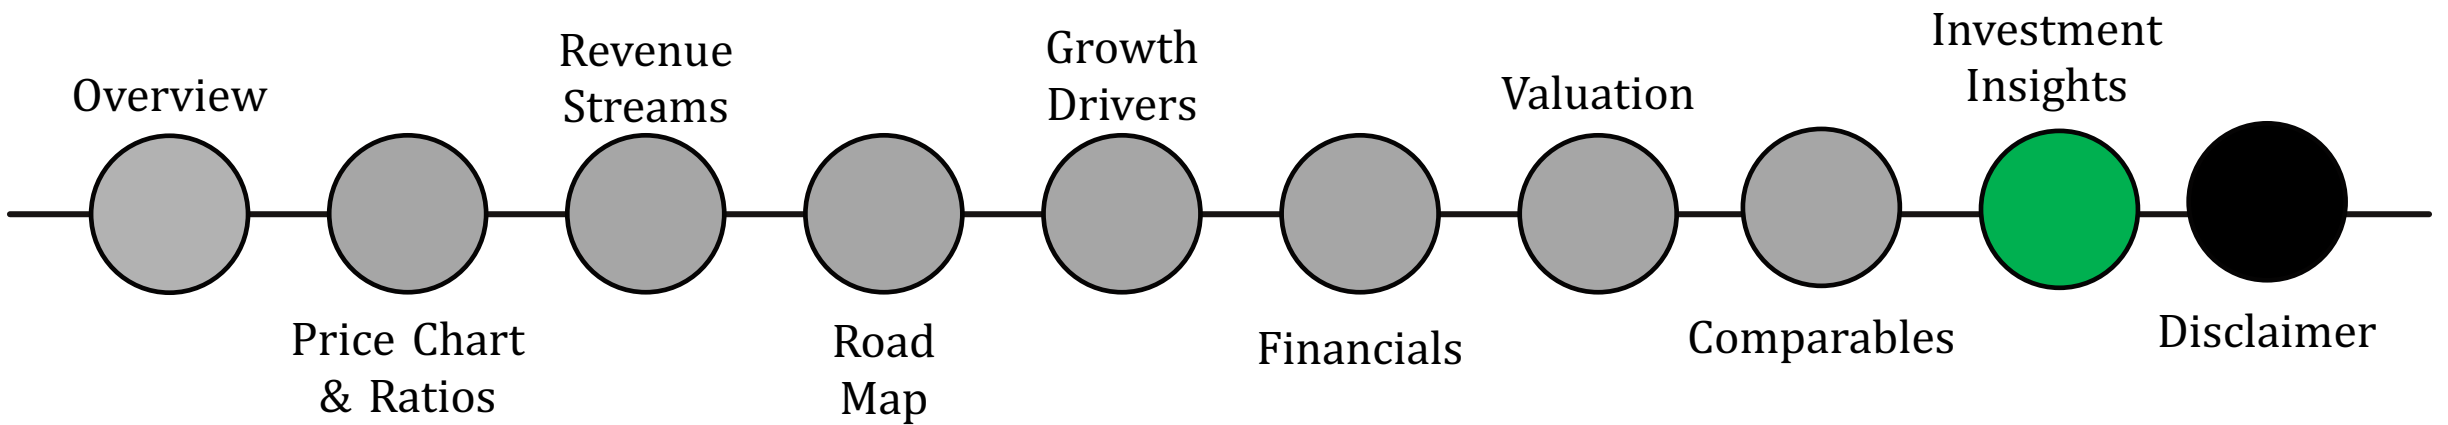 Overview
Price Chart
& Ratios
Revenue
Streams
Road
Map
Growth
Drivers
Financials
Valuation
Comparables
Investment
Insights
Disclaimer